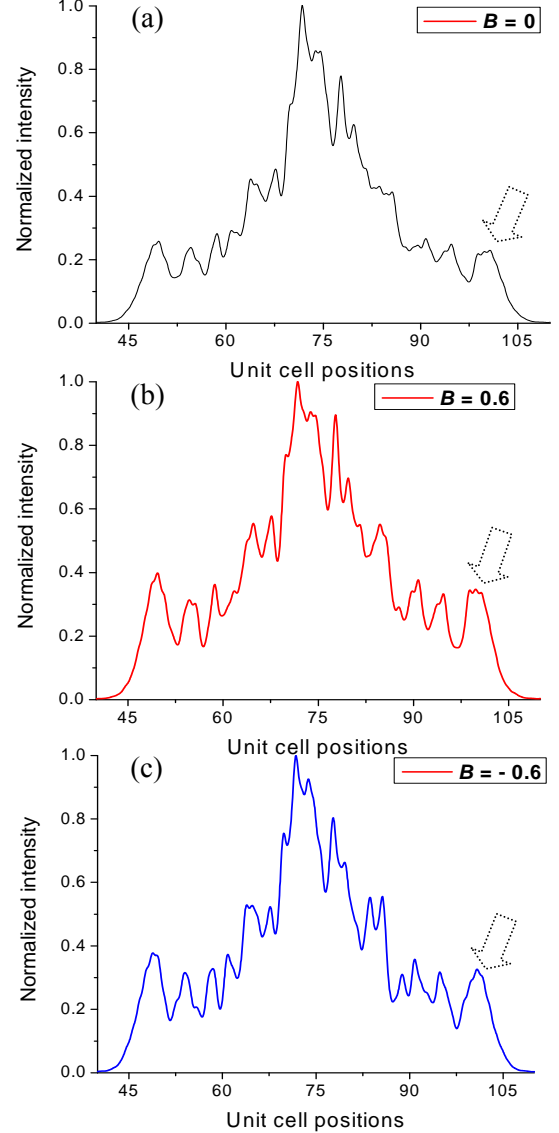 (a)
B = 0
1.0
0.8
0.6
0.4
0.2
0.0
Normalized intensity
45 60 75 90 105
Unit cell positions
(b)
B = 0.6
1.0
0.8
0.6
0.4
0.2
0.0
Normalized intensity
45 60 75 90 105
Unit cell positions
(c)
B = - 0.6
1.0
0.8
0.6
0.4
0.2
0.0
Normalized intensity
45 60 75 90 105
Unit cell positions